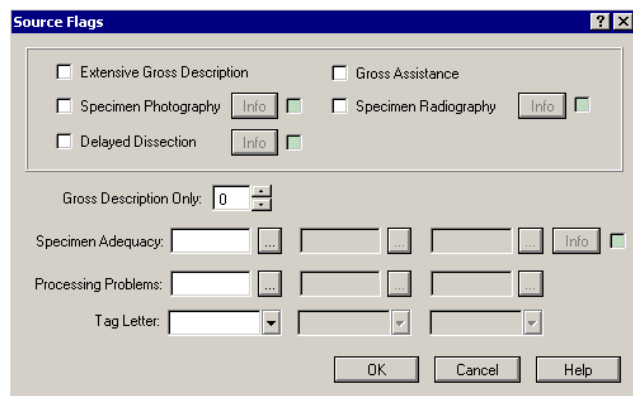 Source Flags ? ×
Extensive Gross Description Gross Assistance
Specimen Photography Info Specimen Radiography Info
Delayed Dissection Info
Gross Description Only: 0
Specimen Adequacy: ... ... ... Info
Processing Problems: ... ... ...
Tag Letter:
OK Cancel Help